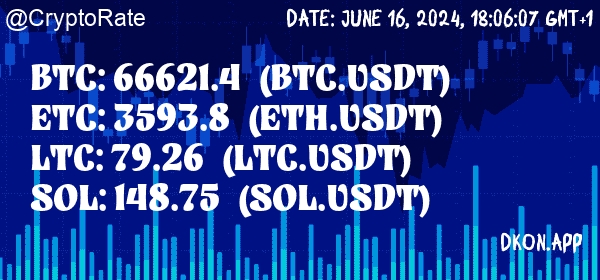 @CryptoRate
DATE: JUNE 16, 2024, 18:06:07 GMT+1
BTC: 66621.4 (BTC.USDT)
ETC: 3593.8 (ETH.USDT)
LTC: 79.26 (LTC.USDT)
SOL: 148.75 (SOL.USDT)
DKON.APP